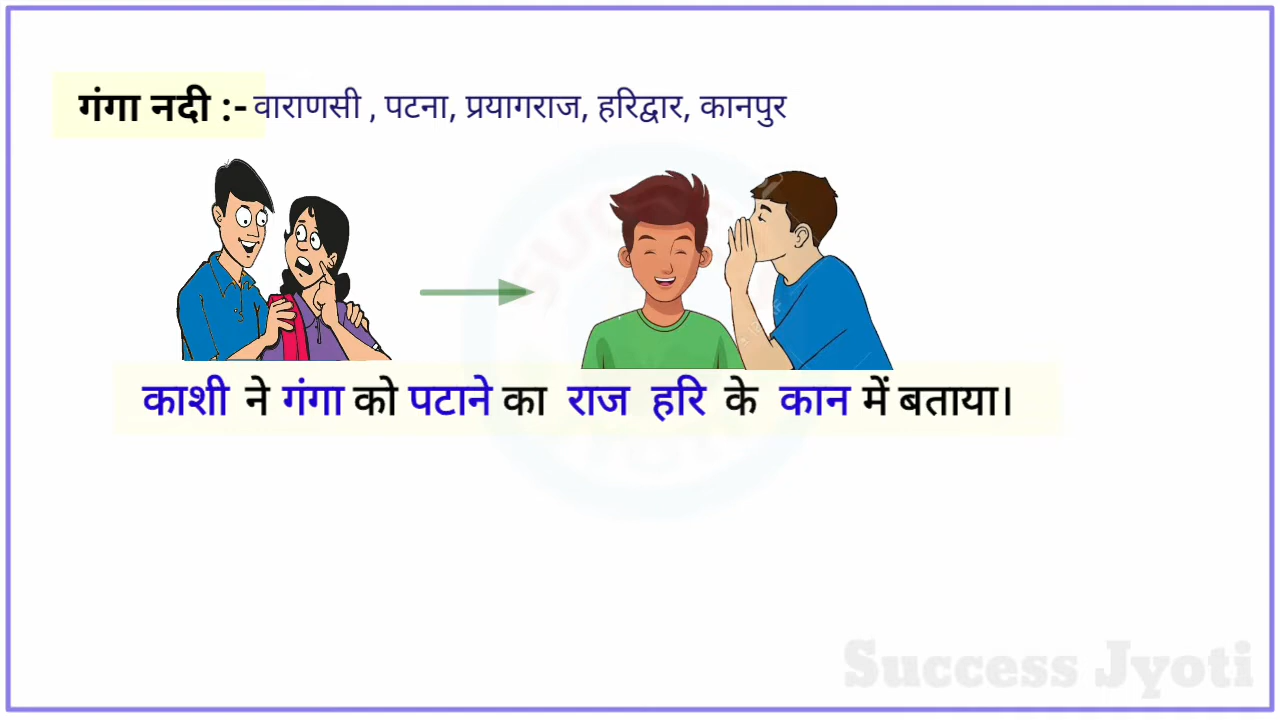 गंगा नदी :- वाराणसी , पटना, प्रयागराज, हरिद्वार, कानपुर
काशी ने गंगा को पटाने का राज हरि के कान में बताया।
Success Jyoti